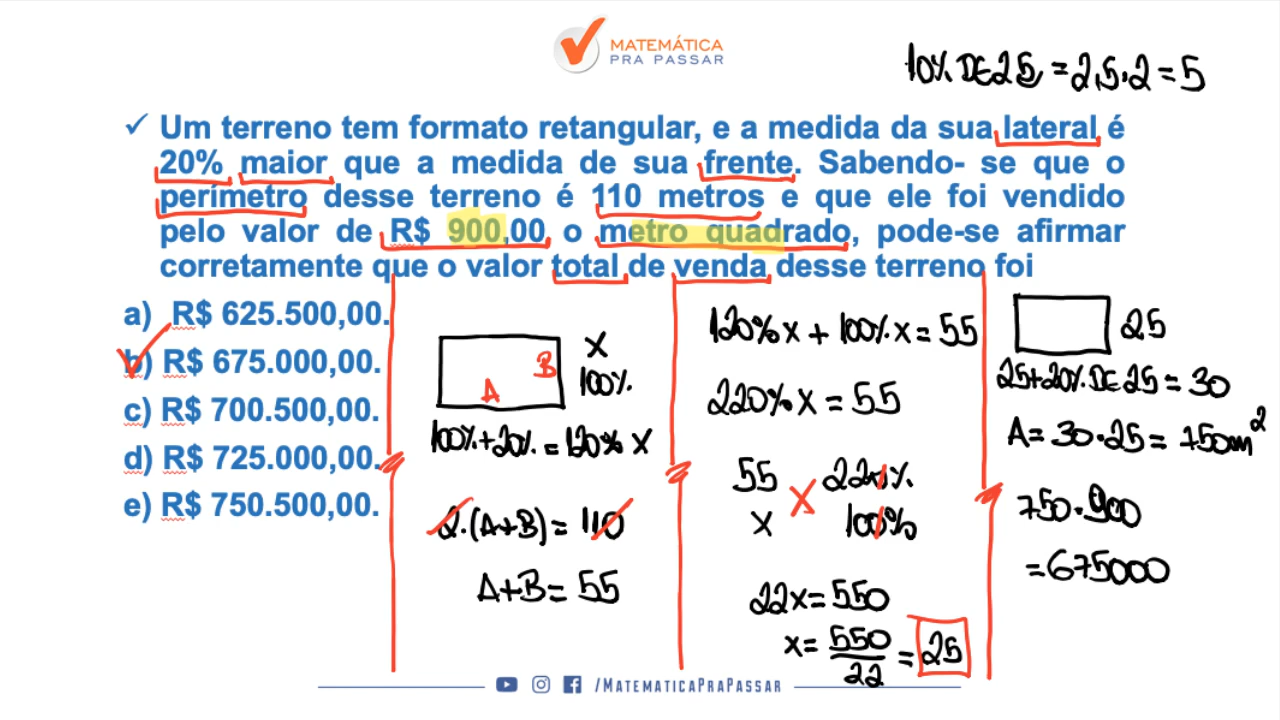 MATEMÁTICA
PRA PASSAR
10% DE 25 = 2,5·2 = 5
✓ Um terreno tem formato retangular, e a medida da sua lateral é
20% maior que a medida de sua frente. Sabendo- se que o
perímetro desse terreno é 110 metros e que ele foi vendido
pelo valor de R$ 900,00 o metro quadrado, pode-se afirmar
corretamente que o valor total de venda desse terreno foi
a) R$ 625.500,00.
b) R$ 675.000,00.
c) R$ 700.500,00.
d) R$ 725.000,00.
e) R$ 750.500,00.
X
B
100%
A
100%+20% = 120% X
2·(A+B) = 110
A+B = 55
120% X + 100% X = 55
220% X = 55
55 X 220%
X 100%
22X = 550
X = 550/22 = 25
25
25+20% DE 25 = 30
A = 30·25 = 750m²
750·900
= 675000
/MATEMATICAPRAPASSAR